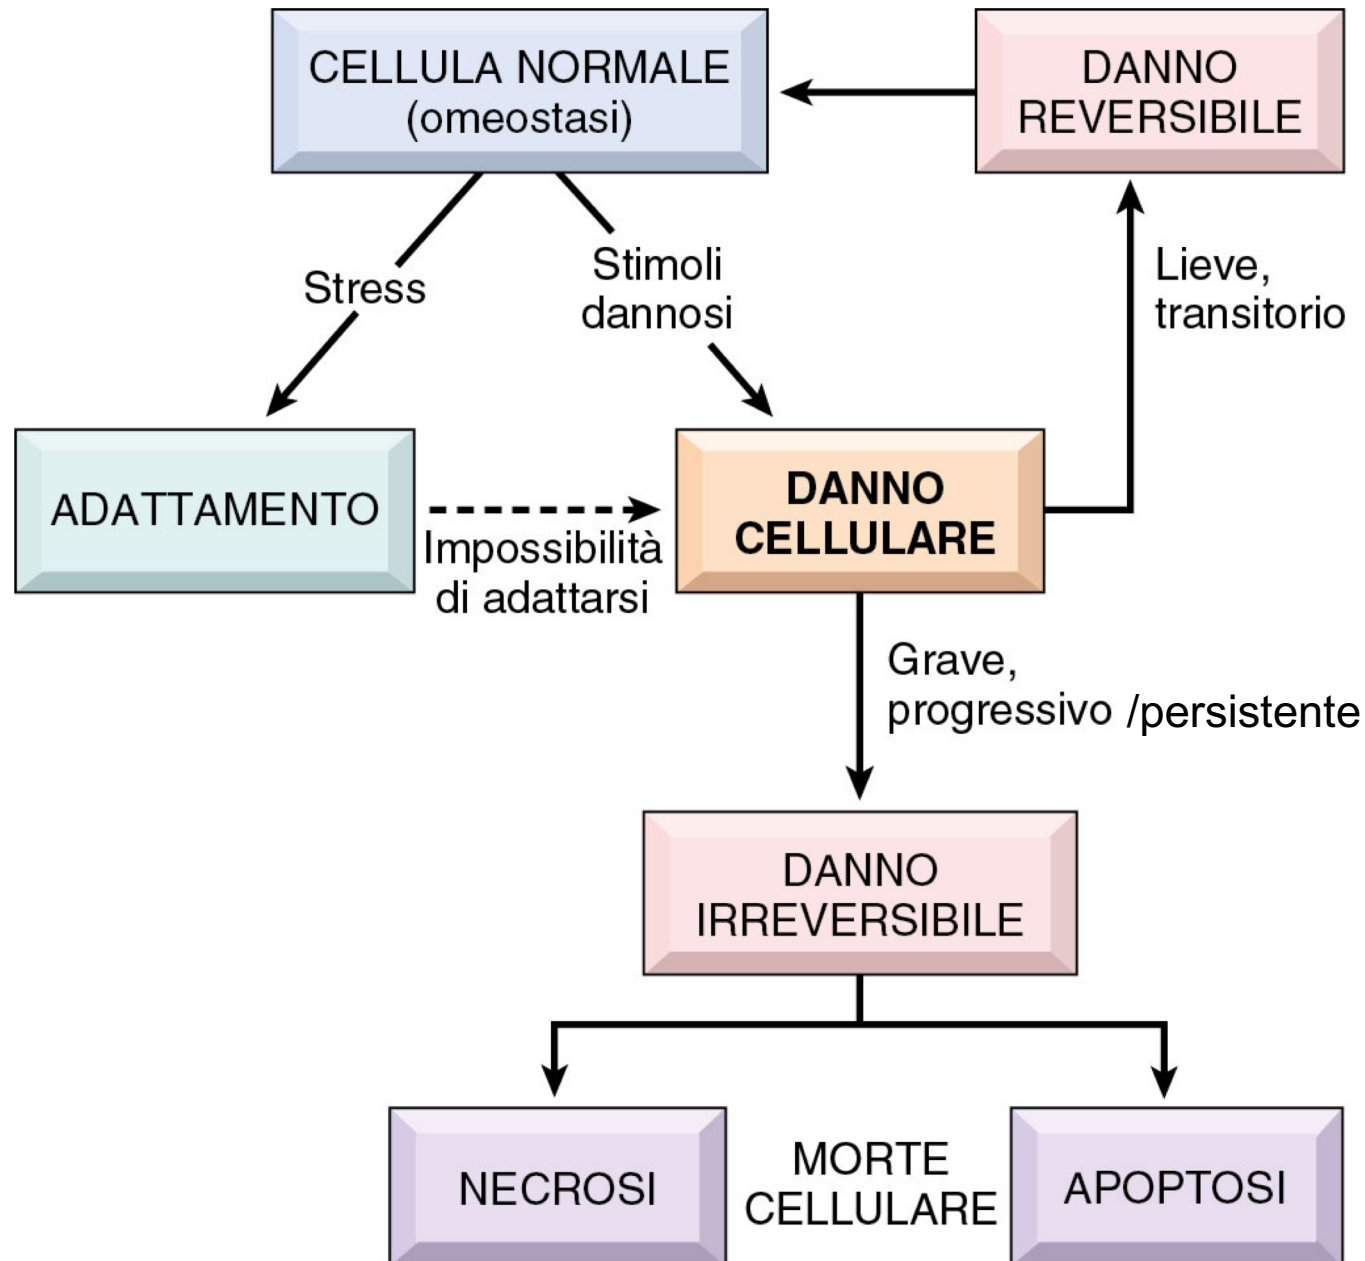 CELLULA NORMALE
(omeostasi)
DANNO
REVERSIBILE
Stress
Stimoli
dannosi
Lieve,
transitorio
ADATTAMENTO
Impossibilità
di adattarsi
DANNO
CELLULARE
Grave,
progressivo /persistente
DANNO
IRREVERSIBILE
NECROSI
MORTE
CELLULARE
APOPTOSI